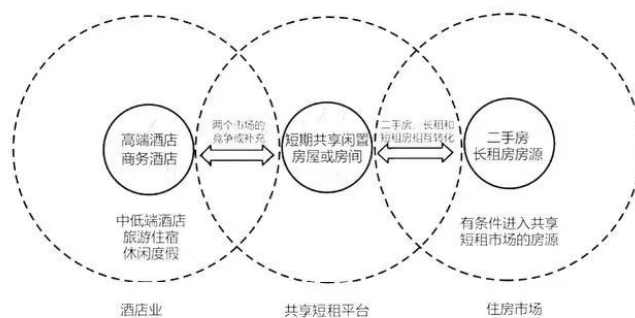 高端酒店
商务酒店
两个市场的
竞争或补充
短期共享闲置
房屋或房间
二手房、长租和
短租房相互转化
二手房
长租房房源
中低端酒店
旅游住宿
休闲度假
有条件进入共享
短租市场的房源
酒店业
共享短租平台
住房市场